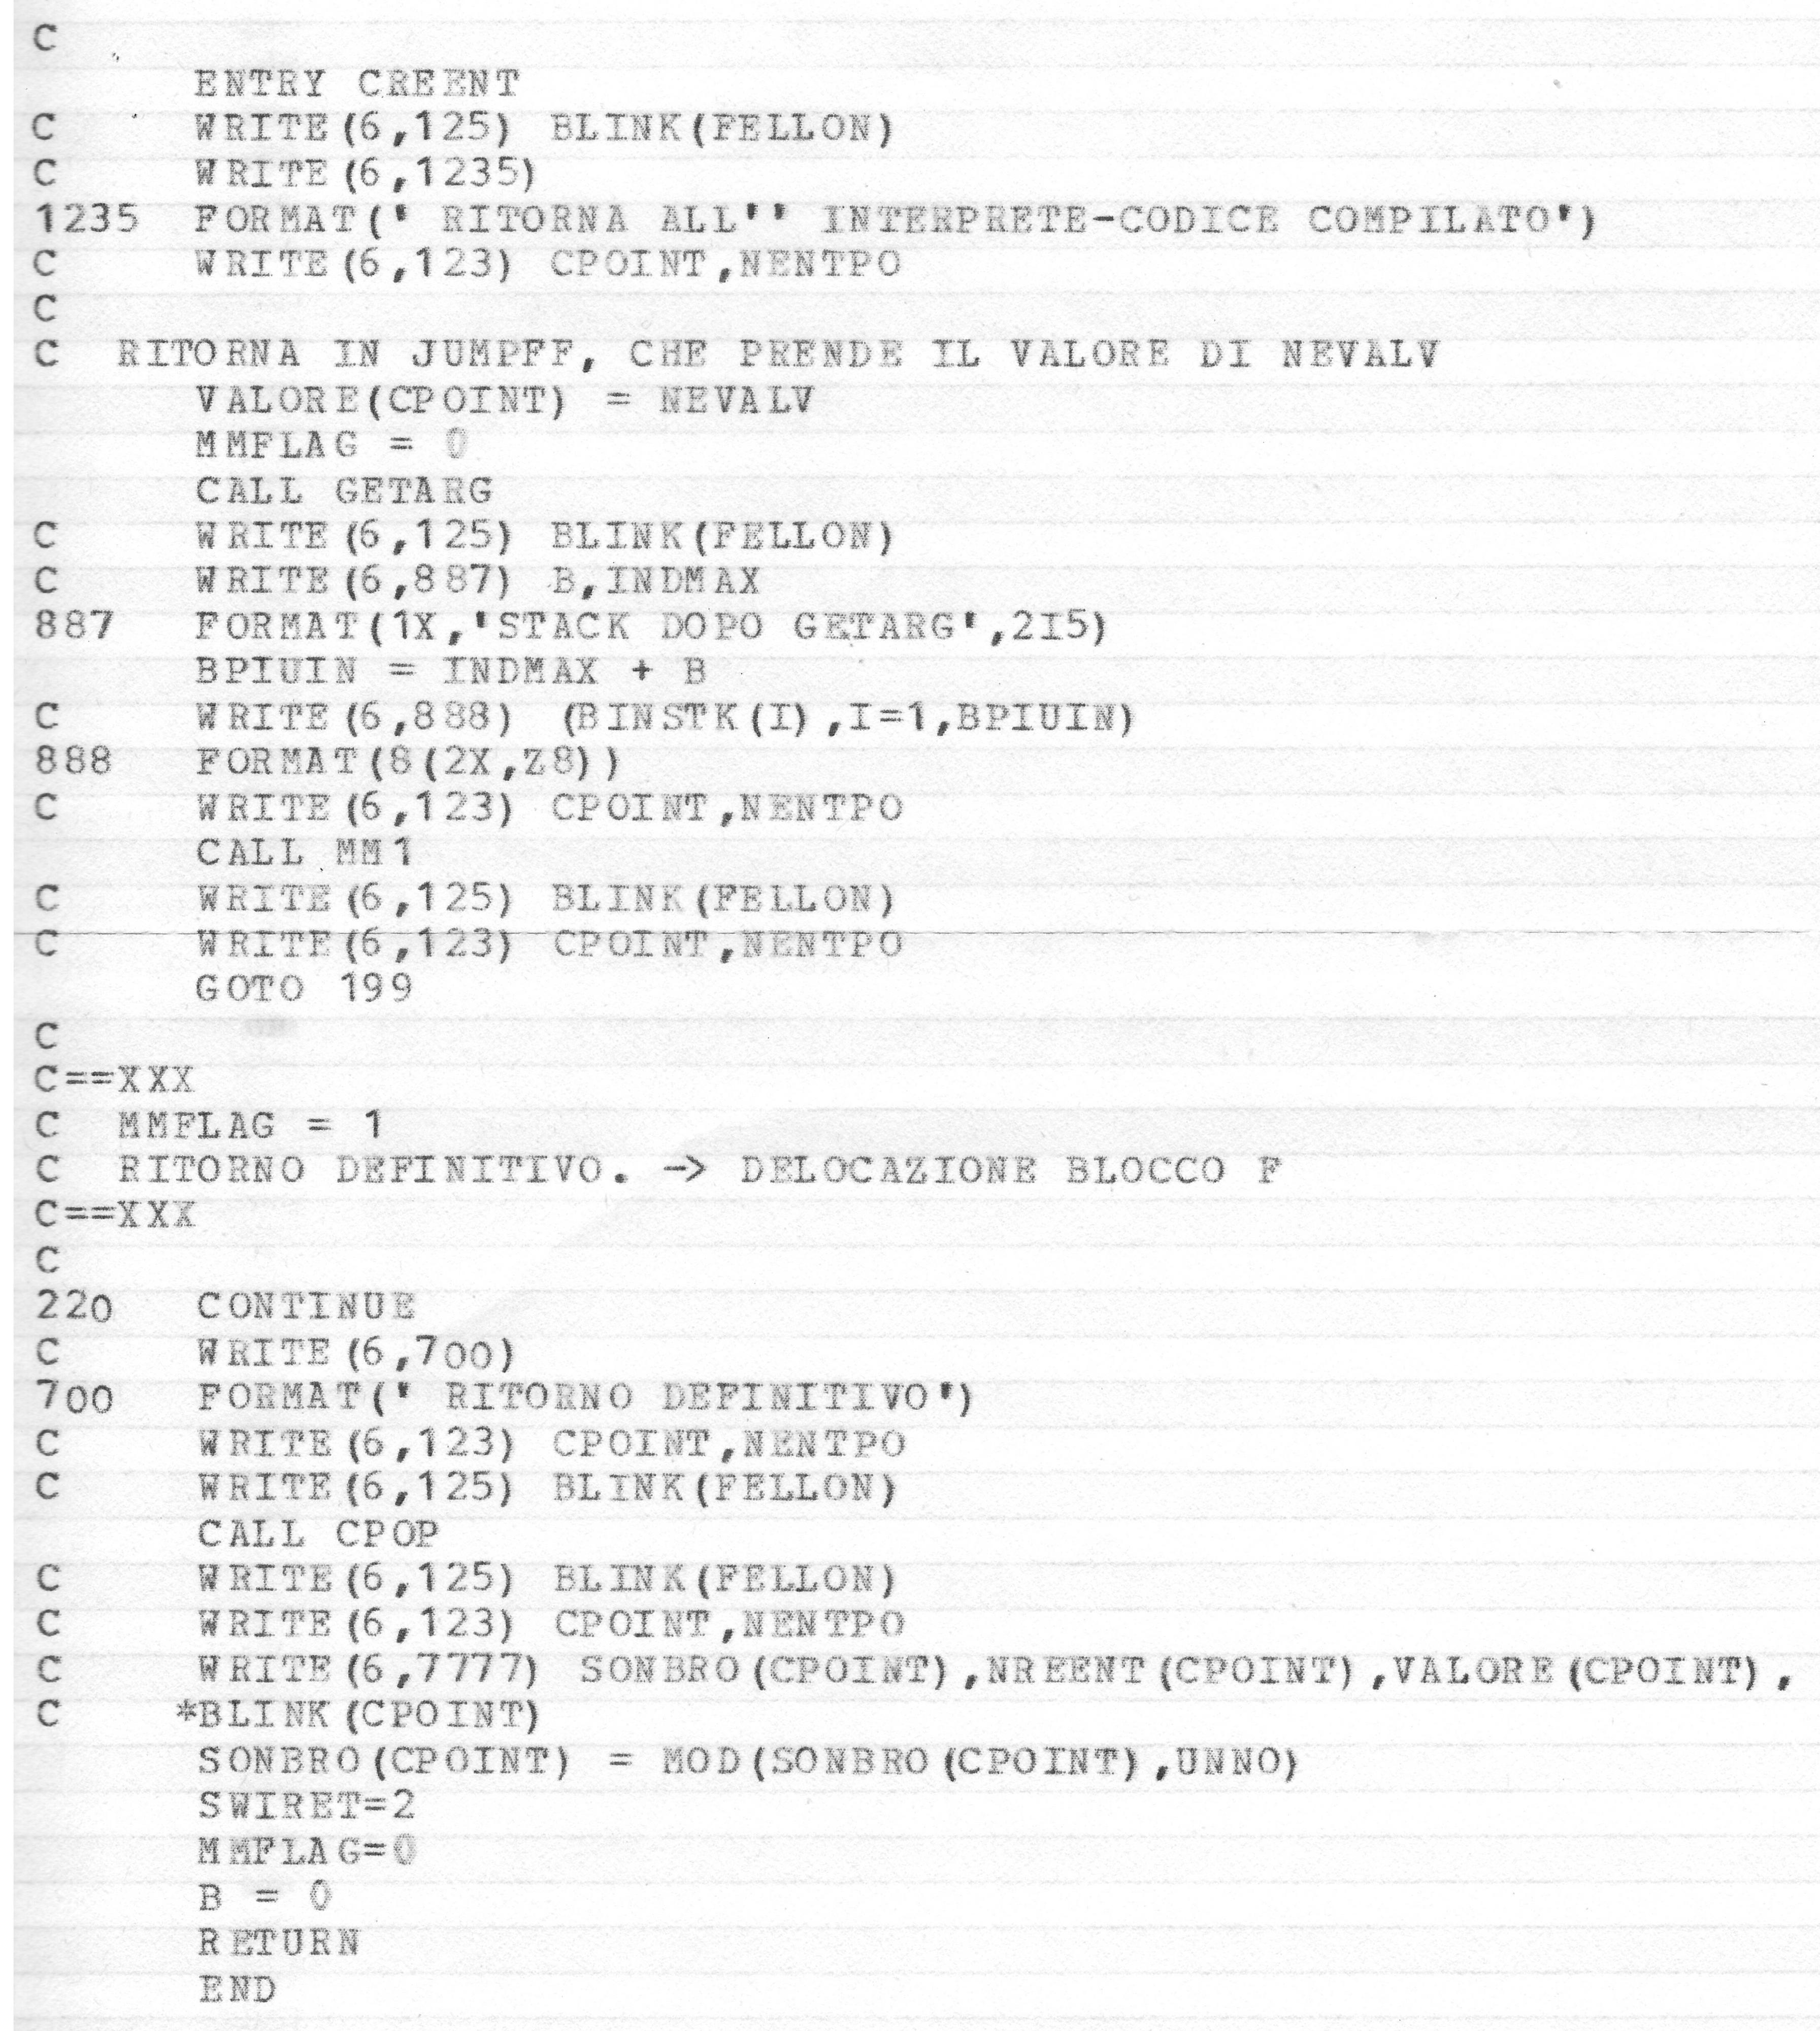 C
      ENTRY CREENT
C     WRITE(6,125) BLINK(FELLON)
C     WRITE(6,1235)
1235  FORMAT(' RITORNA ALL'' INTERPRETE-CODICE COMPILATO')
C     WRITE(6,123) CPOINT,NENTPO
C
C  RITORNA IN JUMPFF, CHE PRENDE IL VALORE DI NEVALV
      VALORE(CPOINT) = NEVALV
      MMFLAG = 0
      CALL GETARG
C     WRITE(6,125) BLINK(FELLON)
C     WRITE(6,887) B,INDMAX
887   FORMAT(1X,'STACK DOPO GETARG',2I5)
      BPIUIN = INDMAX + B
C     WRITE(6,888)  (BINSTK(I),I=1,BPIUIN)
888   FORMAT(8(2X,Z8))
C     WRITE(6,123) CPOINT,NENTPO
      CALL MM1
C     WRITE(6,125) BLINK(FELLON)
C     WRITE(6,123) CPOINT,NENTPO
      GOTO 199
C
C==XXX
C  MMFLAG = 1
C  RITORNO DEFINITIVO. -> DELOCAZIONE BLOCCO F
C==XXX
C
220   CONTINUE
C     WRITE(6,700)
700   FORMAT(' RITORNO DEFINITIVO')
C     WRITE(6,123) CPOINT,NENTPO
C     WRITE(6,125) BLINK(FELLON)
      CALL CPOP
C     WRITE(6,125) BLINK(FELLON)
C     WRITE(6,123) CPOINT,NENTPO
C     WRITE(6,7777) SONBRO(CPOINT),NREENT(CPOINT),VALORE(CPOINT),
C    *BLINK(CPOINT)
      SONBRO(CPOINT) = MOD(SONBRO(CPOINT),UNNO)
      SWIRET=2
      MMFLAG=0
      B = 0
      RETURN
      END